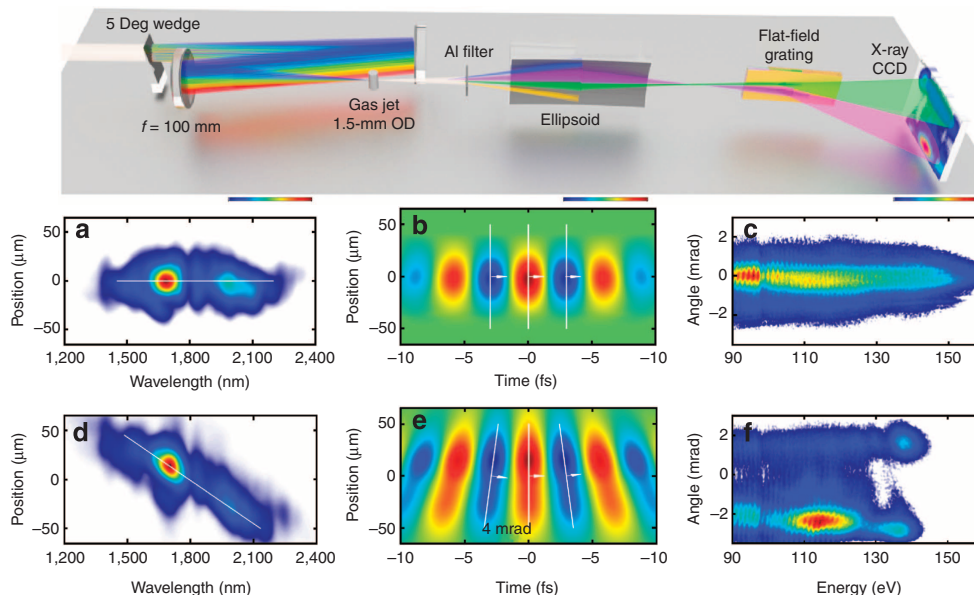 5 Deg wedge
Al filter
Flat-field
grating
X-ray
CCD
Gas jet
1.5-mm OD
f = 100 mm
Ellipsoid
a
Position (μm)
50
0
–50
1,200 1,500 1,800 2,100 2,400
Wavelength (nm)
b
Position (μm)
50
0
–50
–10 –5 –0 –5 –10
Time (fs)
c
Angle (mrad)
2
0
–2
90 110 130 150
Energy (eV)
d
Position (μm)
50
0
–50
1,200 1,500 1,800 2,100 2,400
Wavelength (nm)
e
Position (μm)
50
0
–50
4 mrad
–10 –5 –0 –5 –10
Time (fs)
f
Angle (mrad)
2
0
–2
90 110 130 150
Energy (eV)